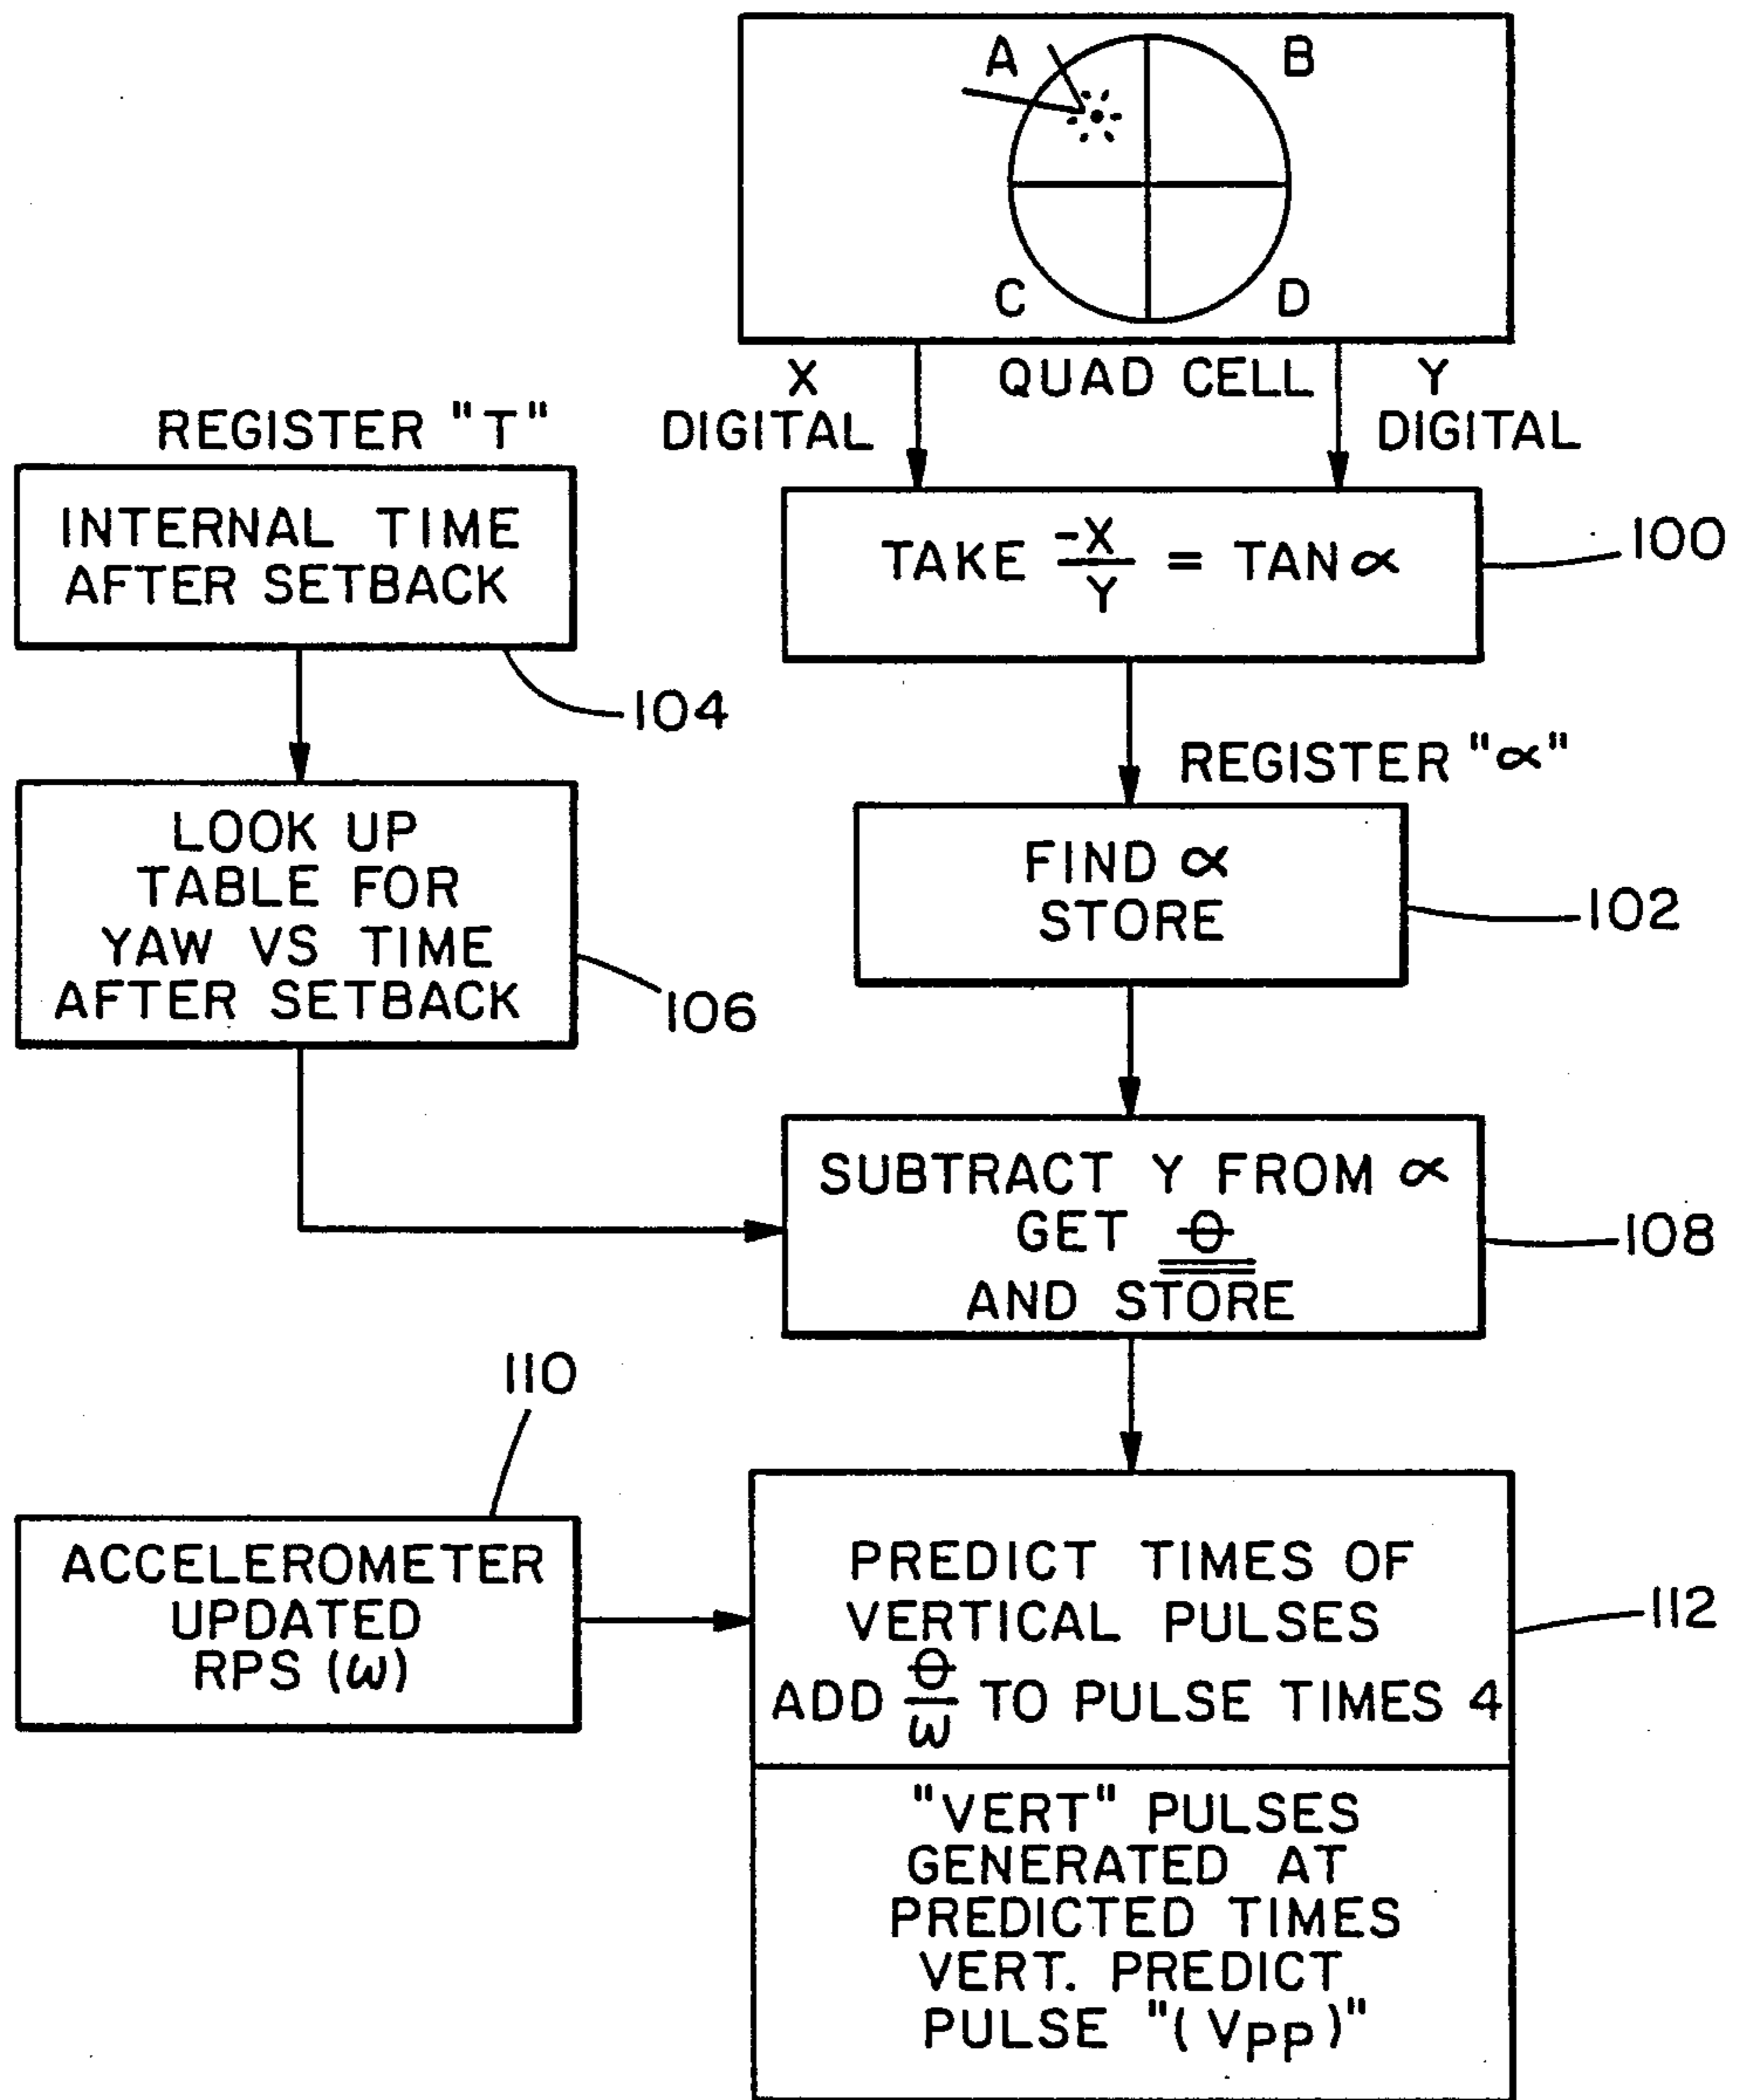 A B
C D
X QUAD CELL Y
DIGITAL DIGITAL
REGISTER "T"
INTERNAL TIME
AFTER SETBACK
104
TAKE -X/Y = TAN α
100
REGISTER "α"
LOOK UP
TABLE FOR
YAW VS TIME
AFTER SETBACK
106
FIND α
STORE
102
SUBTRACT Y FROM α
GET θ
AND STORE
108
110
ACCELEROMETER
UPDATED
RPS (ω)
PREDICT TIMES OF
VERTICAL PULSES
ADD θ/ω TO PULSE TIMES 4
112
"VERT" PULSES
GENERATED AT
PREDICTED TIMES
VERT. PREDICT
PULSE "(VPP)"